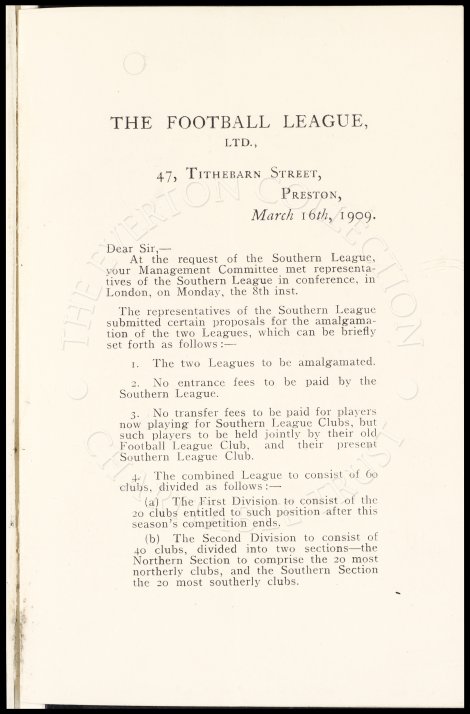 THE FOOTBALL LEAGUE,
LTD.,
47, TITHEBARN STREET,
PRESTON,
March 16th, 1909.
Dear Sir,—
At the request of the Southern League,
your Management Committee met representa-
tives of the Southern League in conference, in
London, on Monday, the 8th inst.
The representatives of the Southern League
submitted certain proposals for the amalgama-
tion of the two Leagues, which can be briefly
set forth as follows:—
1. The two Leagues to be amalgamated.
2. No entrance fees to be paid by the
Southern League.
3. No transfer fees to be paid for players
now playing for Southern League Clubs, but
such players to be held jointly by their old
Football League Club, and their present
Southern League Club.
4. The combined League to consist of 60
clubs, divided as follows:—
(a) The First Division to consist of the
20 clubs entitled to such position after this
season's competition ends.
(b) The Second Division to consist of
40 clubs, divided into two sections—the
Northern Section to comprise the 20 most
northerly clubs, and the Southern Section
the 20 most southerly clubs.
THE EVERTON COLLECTION